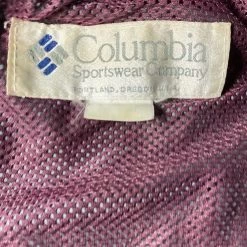 Columbia
Sportswear Company
PORTLAND, OREGON U.S.A.